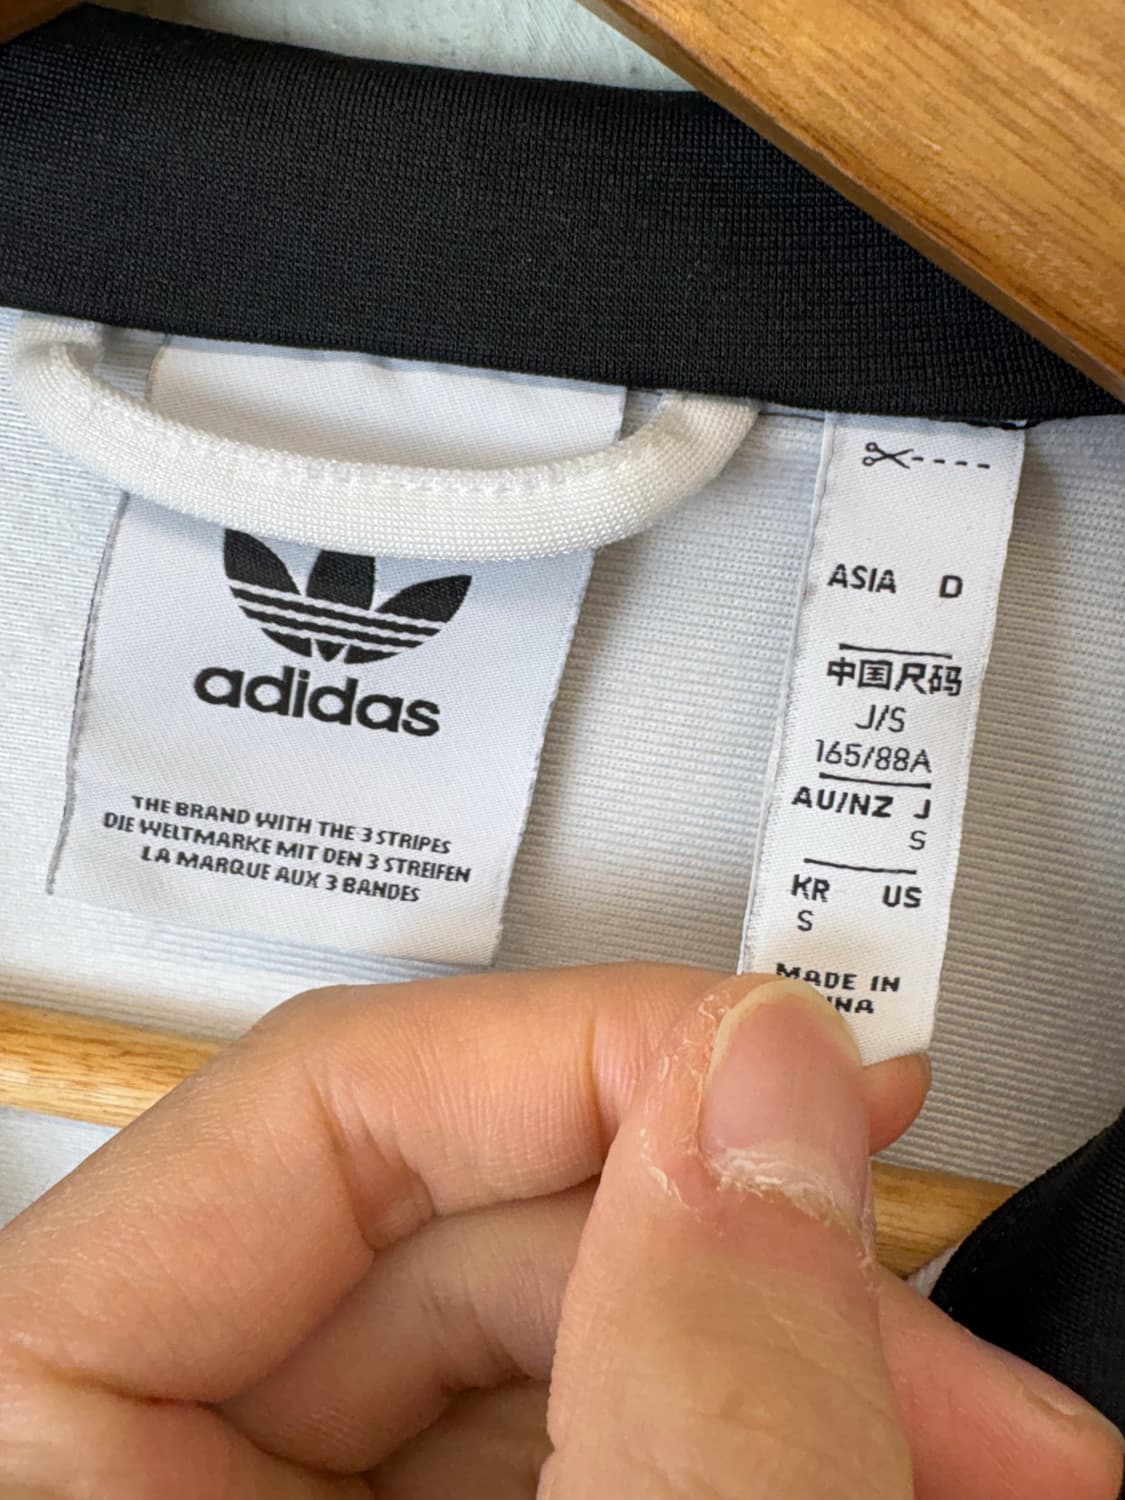 adidas
THE BRAND WITH THE 3 STRIPES
DIE WELTMARKE MIT DEN 3 STREIFEN
LA MARQUE AUX 3 BANDES
ASIA D
中国尺码
J/S
165/88A
AU/NZ J
S
KR US
S
MADE IN